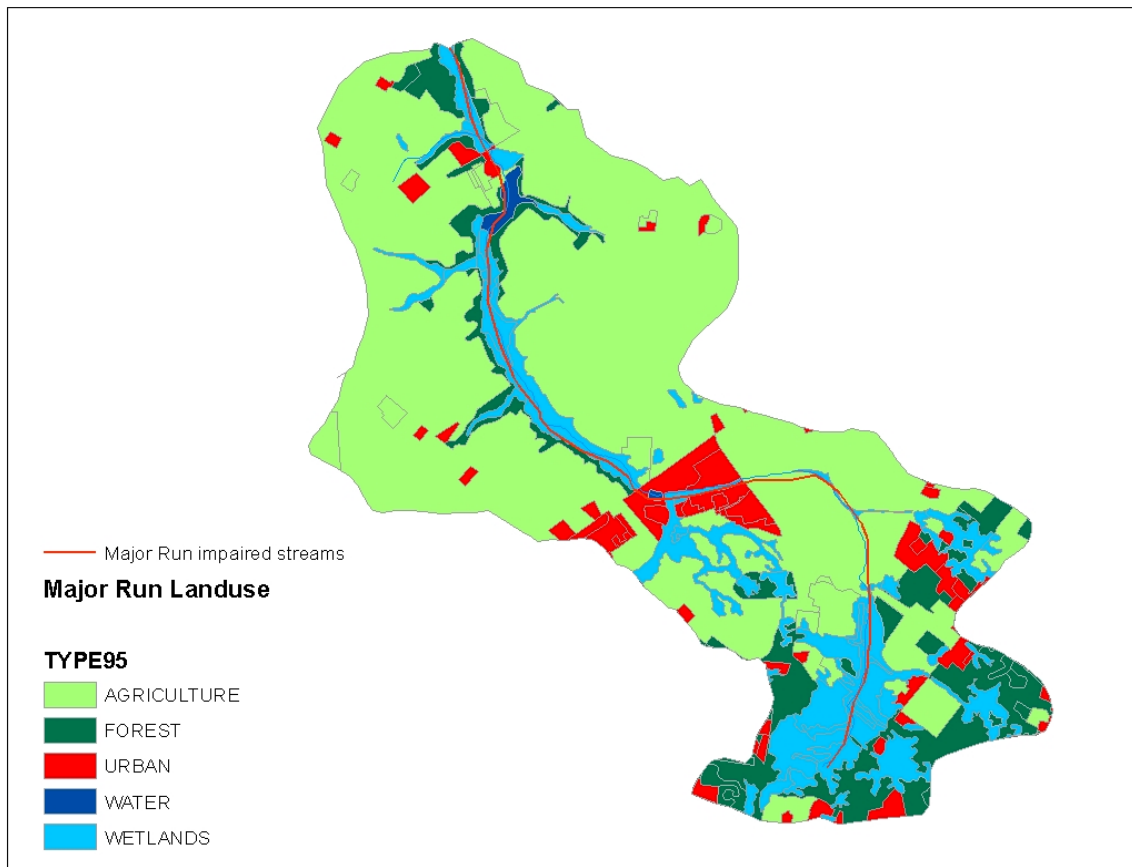 Major Run impaired streams
Major Run Landuse
TYPE95
AGRICULTURE
FOREST
URBAN
WATER
WETLANDS